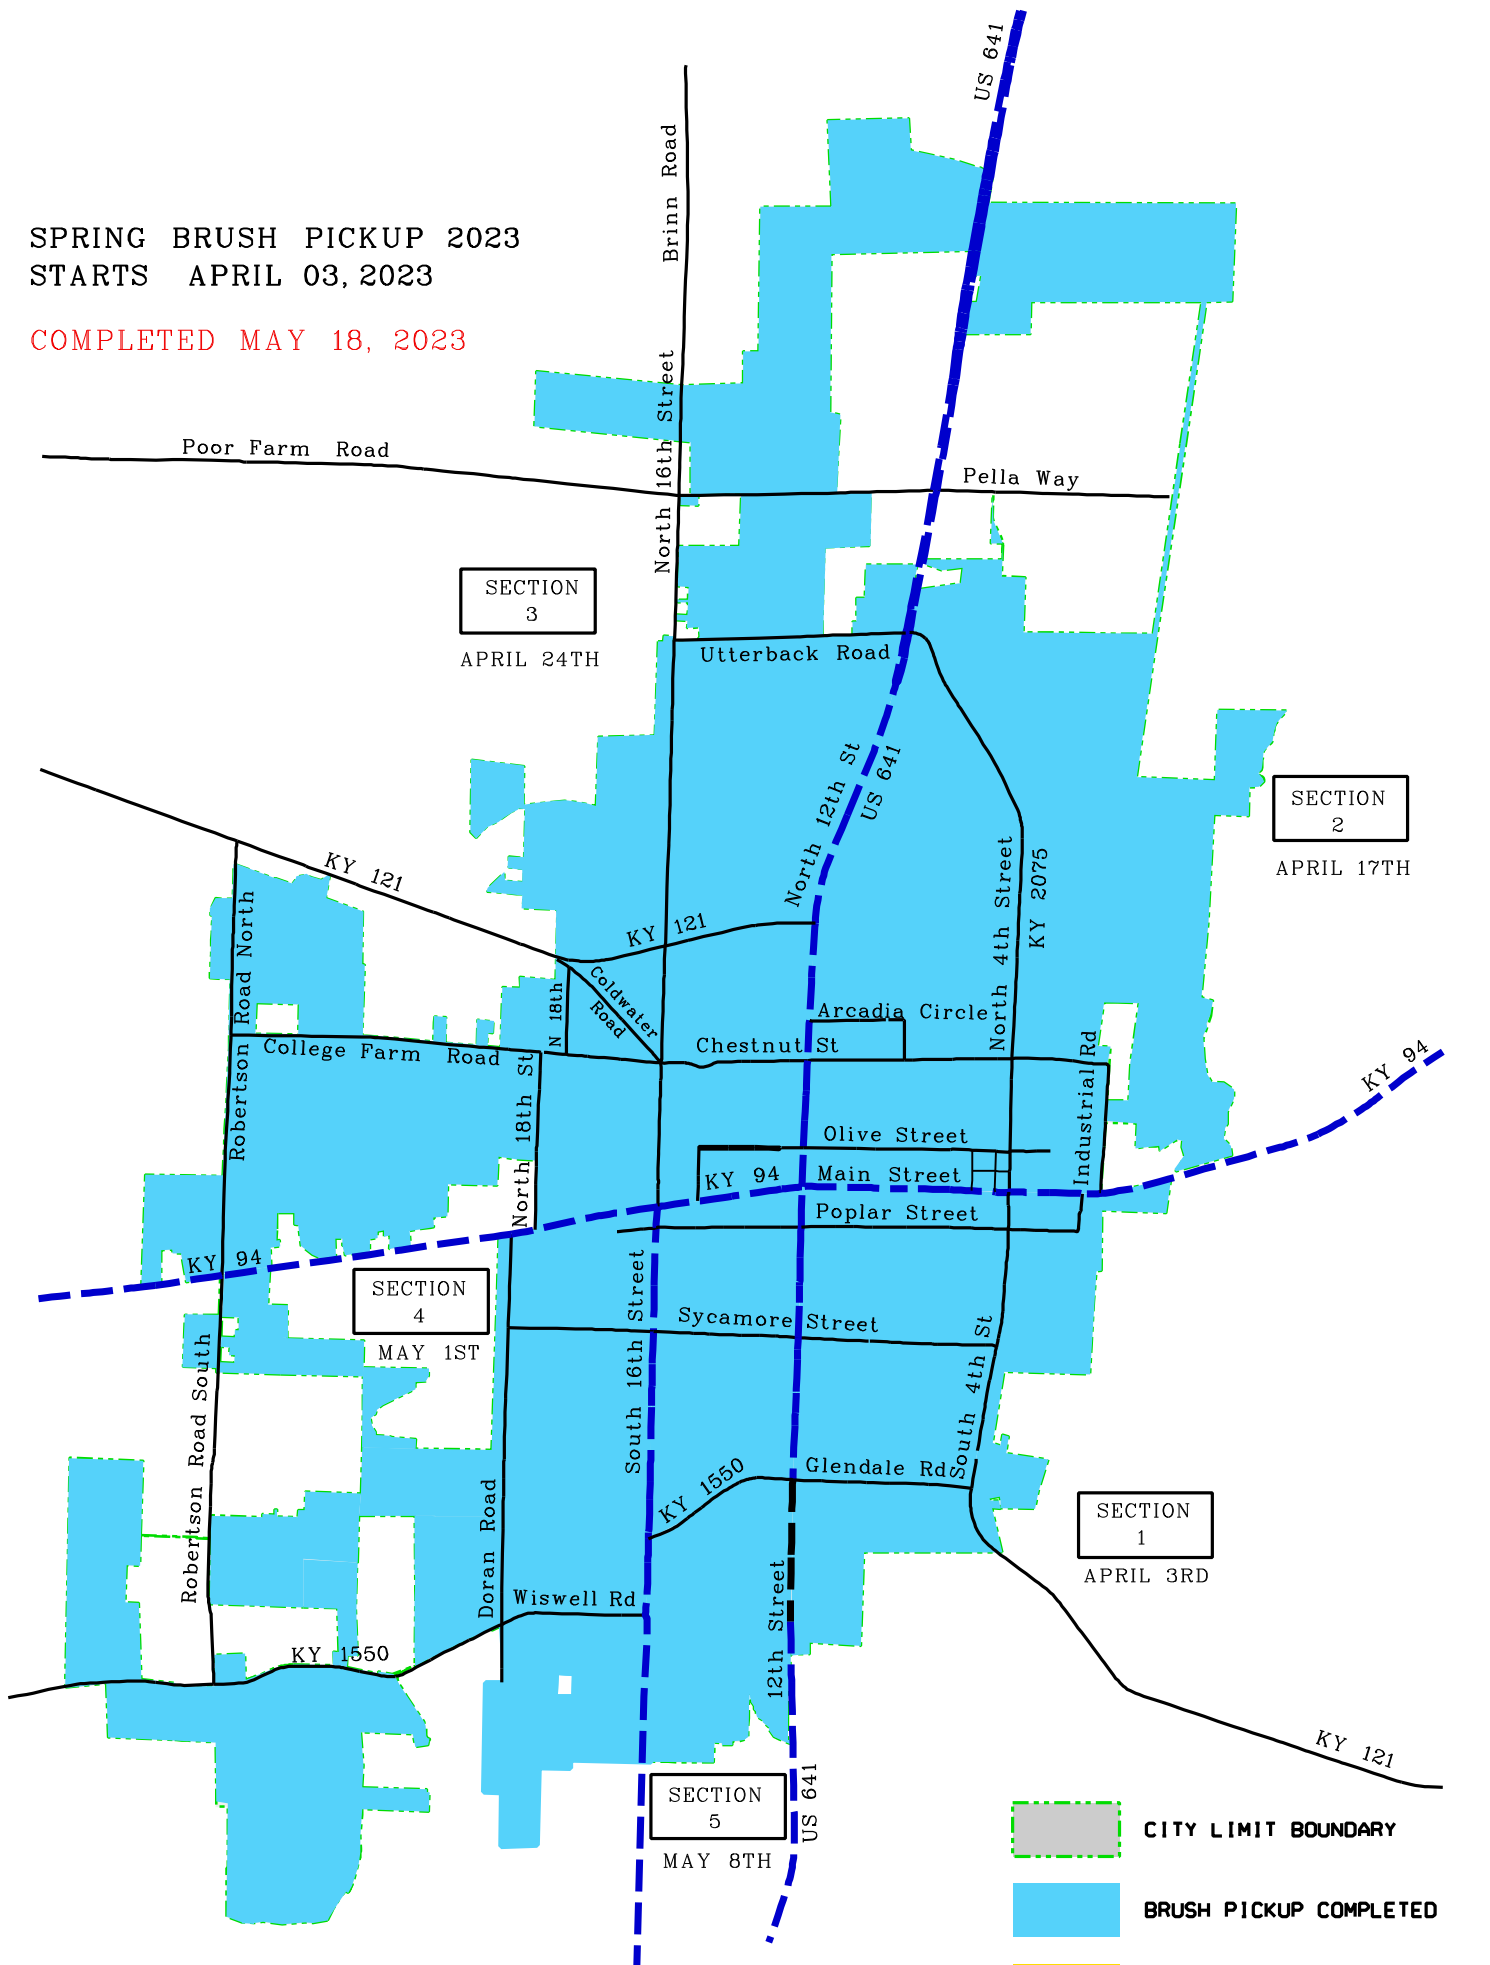 US 641
Brinn Road
SPRING BRUSH PICKUP 2023
STARTS APRIL 03, 2023
COMPLETED MAY 18, 2023
North 16th Street
Poor Farm Road
Pella Way
SECTION
3
APRIL 24TH
Utterback Road
North 12th St
US 641
SECTION
2
APRIL 17TH
KY 121
North 4th Street
KY 2075
Robertson Road North
KY 121
Coldwater
Road
N 18th
Arcadia Circle
Chestnut St
College Farm Road
North 18th St
Industrial Rd
KY 94
Olive Street
KY 94
Main Street
Poplar Street
KY 94
SECTION
4
MAY 1ST
South 16th Street
Sycamore Street
South 4th St
Robertson Road South
Glendale Rd
KY 1550
SECTION
1
APRIL 3RD
Doran Road
Wiswell Rd
12th Street
KY 1550
KY 121
SECTION
5
MAY 8TH
US 641
CITY LIMIT BOUNDARY
BRUSH PICKUP COMPLETED